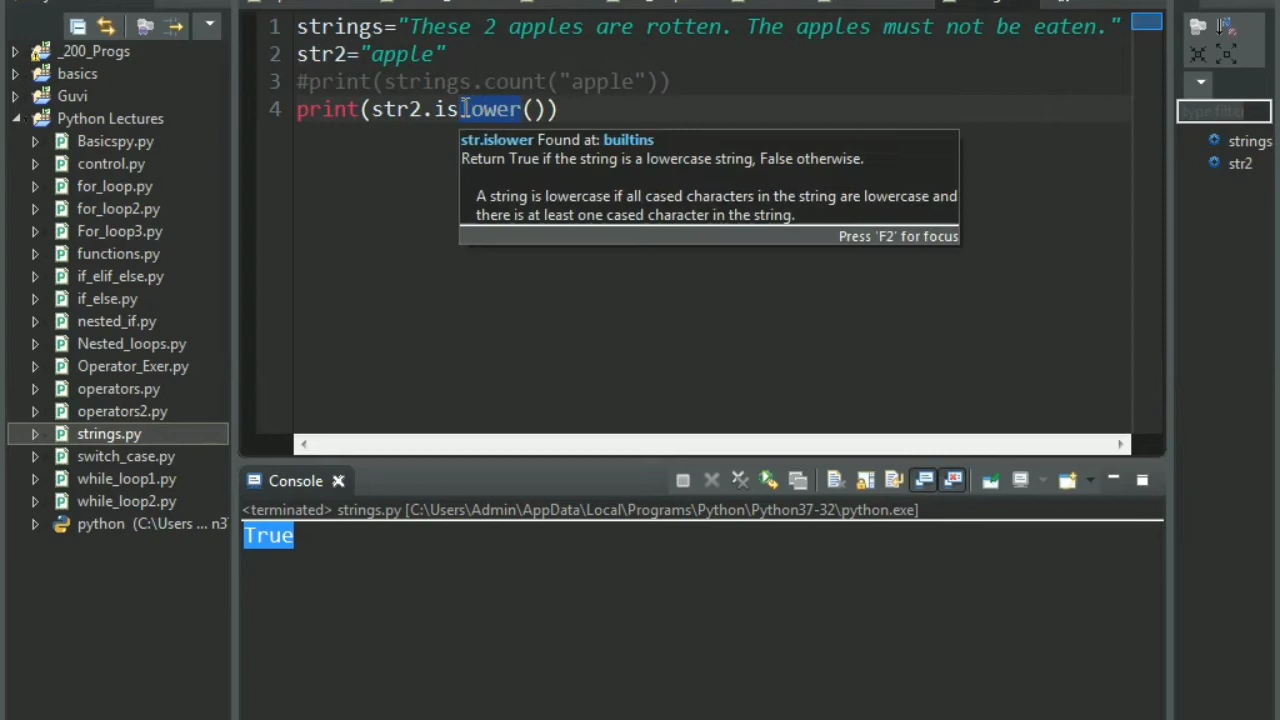 1 strings="These 2 apples are rotten. The apples must not be eaten."
2 str2="apple"
3 #print(strings.count("apple"))
4 print(str2.islower())
str.islower Found at: builtins
Return True if the string is a lowercase string, False otherwise.
A string is lowercase if all cased characters in the string are lowercase and
there is at least one cased character in the string.
Press 'F2' for focus
_200_Progs
basics
Guvi
Python Lectures
Basicspy.py
control.py
for_loop.py
for_loop2.py
For_loop3.py
functions.py
if_elif_else.py
if_else.py
nested_if.py
Nested_loops.py
Operator_Exer.py
operators.py
operators2.py
strings.py
switch_case.py
while_loop1.py
while_loop2.py
python (C:\Users ... n3
type filter
strings
str2
Console
<terminated> strings.py [C:\Users\Admin\AppData\Local\Programs\Python\Python37-32\python.exe]
True